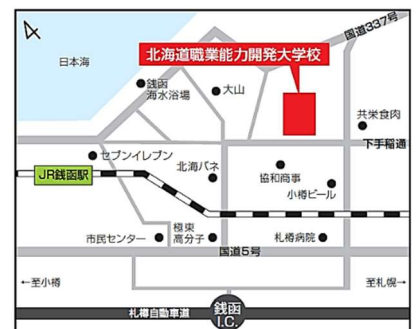 国道337号
日本海
北海道職業能力開発大学校
銭函
海水浴場
大山
共栄食肉
下手稲通
セブンイレブン
JR銭函駅
北海バネ
協和商事
小樽ビール
市民センター
極東
高分子
札樽病院
国道5号
←至小樽
至札幌→
札樽自動車道
銭函
I.C.